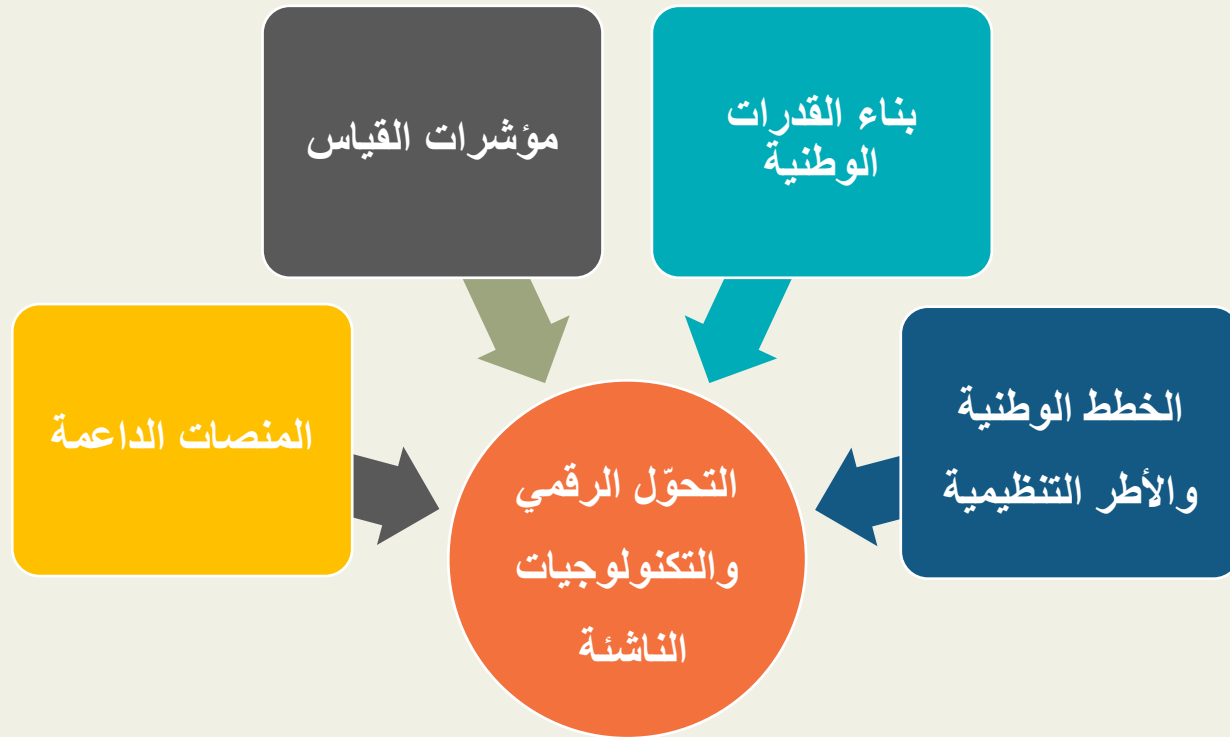 بناء القدرات
الوطنية
مؤشرات القياس
الخطط الوطنية
والأطر التنظيمية
المنصات الداعمة
التحوّل الرقمي
والتكنولوجيات
الناشئة